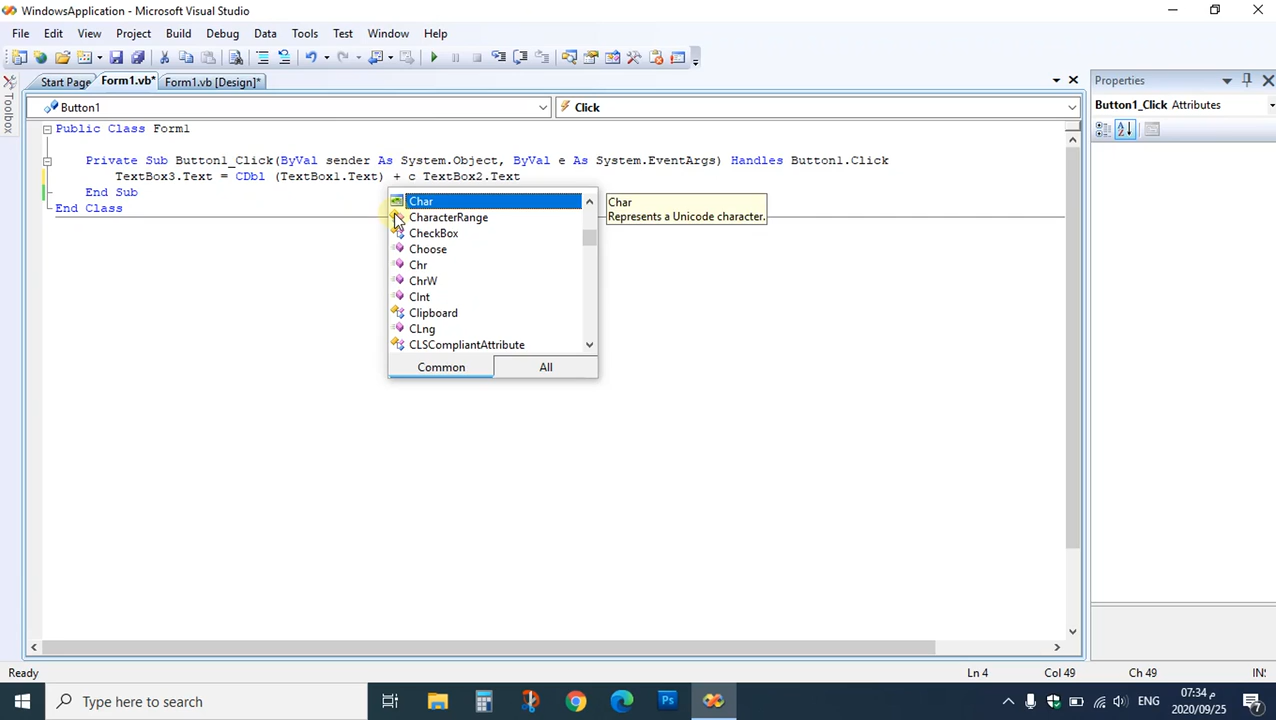 WindowsApplication - Microsoft Visual Studio
File Edit View Project Build Debug Data Tools Test Window Help
Start Page Form1.vb* Form1.vb [Design]*
Toolbox
Button1 Click
Public Class Form1
Private Sub Button1_Click(ByVal sender As System.Object, ByVal e As System.EventArgs) Handles Button1.Click
TextBox3.Text = CDbl (TextBox1.Text) + c TextBox2.Text
End Sub
End Class
Char
CharacterRange
CheckBox
Choose
Chr
ChrW
CInt
Clipboard
CLng
CLSCompliantAttribute
Common All
Char
Represents a Unicode character.
Properties
Button1_Click Attributes
Ready Ln 4 Col 49 Ch 49 INS
Type here to search
ENG
07:34 م
2020/09/25
7